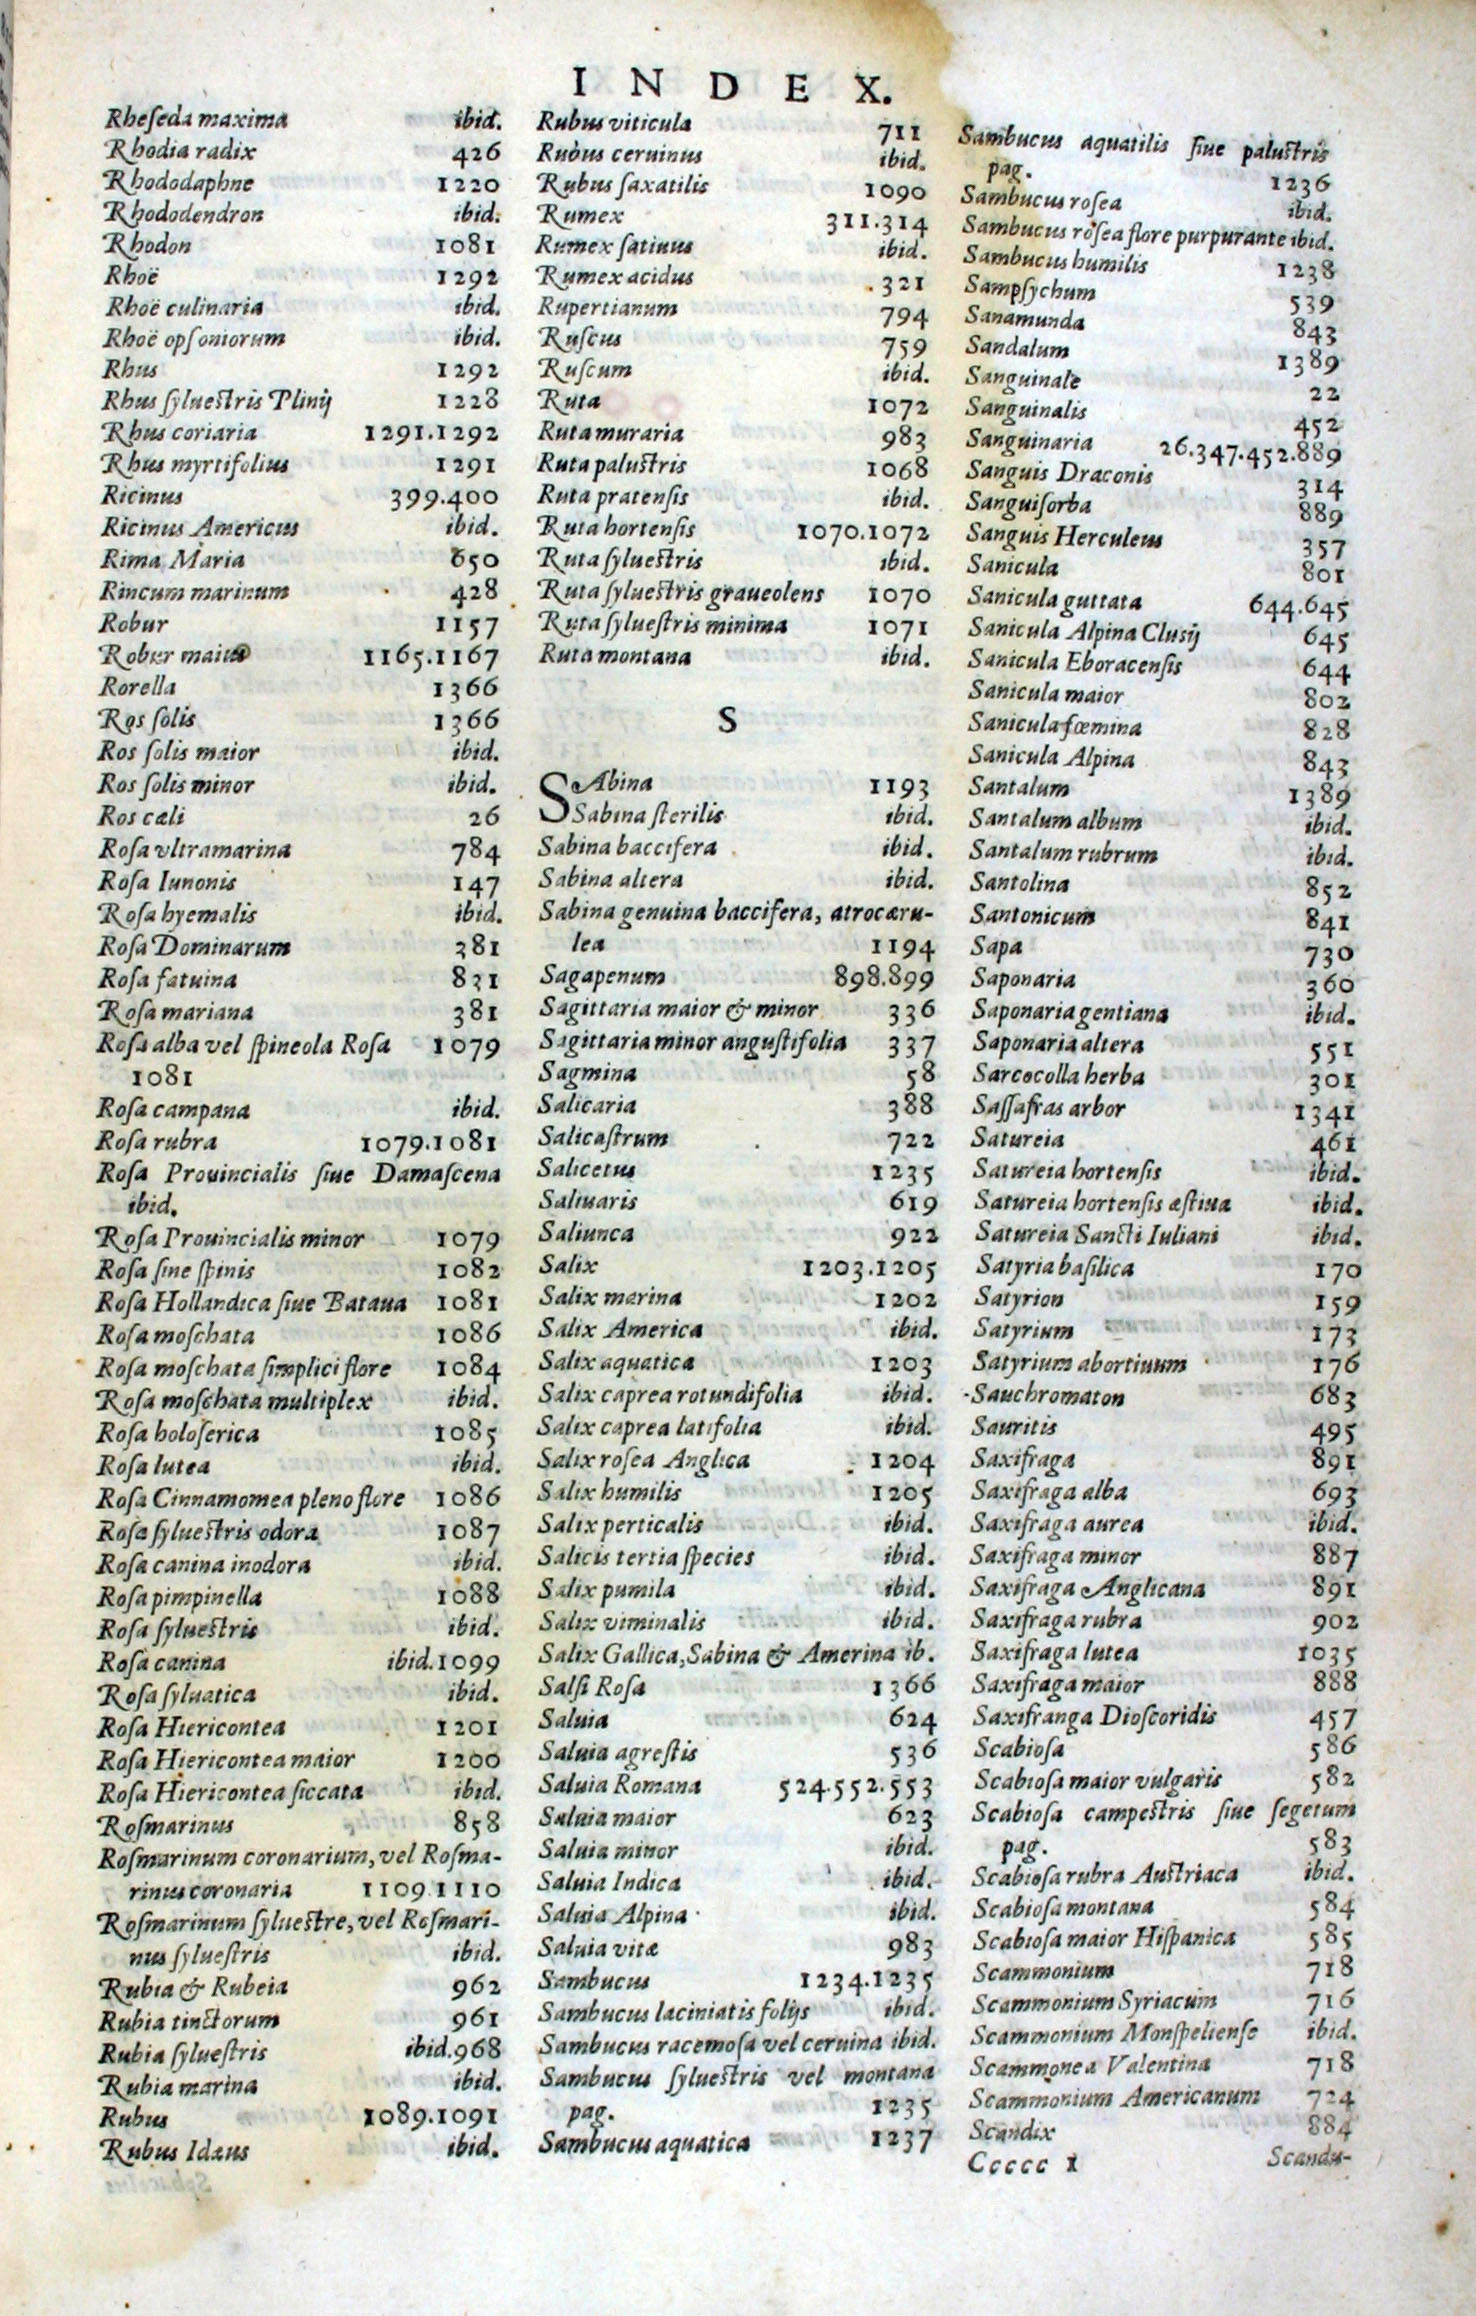 INDEX.
Rheſeda maxima ibid.
Rhodia radix 426
Rhododaphne 1220
Rhododendron ibid.
Rhodon 1081
Rhoë 1292
Rhoë culinaria ibid.
Rhoë opſoniorum ibid.
Rhus 1292
Rhus ſylueſtris Plinij 1228
Rhus coriaria 1291.1292
Rhus myrtifolius 1291
Ricinus 399.400
Ricinus Americus ibid.
Rima Maria 650
Rincum marinum 428
Robur 1157
Robur maius 1165.1167
Rorella 1366
Ros ſolis 1366
Ros ſolis maior ibid.
Ros ſolis minor ibid.
Ros cæli 26
Roſa vltramarina 784
Roſa Iunonis 147
Roſa hyemalis ibid.
Roſa Dominarum 381
Roſa fatuina 831
Roſa mariana 381
Roſa alba vel ſpineola Roſa 1079
1081
Roſa campana ibid.
Roſa rubra 1079.1081
Roſa Prouincialis ſiue Damaſcena
ibid.
Roſa Prouincialis minor 1079
Roſa ſine ſpinis 1082
Roſa Hollandica ſiue Bataua 1081
Roſa moſchata 1086
Roſa moſchata ſimplici flore 1084
Roſa moſchata multiplex ibid.
Roſa holoſerica 1085
Roſa lutea ibid.
Roſa Cinnamomea pleno flore 1086
Roſa ſylueſtris odora 1087
Roſa canina inodora ibid.
Roſa pimpinella 1088
Roſa ſylueſtris ibid.
Roſa canina ibid.1099
Roſa ſyluatica ibid.
Roſa Hiericontea 1201
Roſa Hiericontea maior 1200
Roſa Hiericontea ſiccata ibid.
Roſmarinus 858
Roſmarinum coronarium, vel Roſma-
rinus coronaria 1109.1110
Roſmarinum ſylueſtre, vel Roſmari-
nus ſylueſtris ibid.
Rubia & Rubeia 962
Rubia tinctorum 961
Rubia ſylueſtris ibid.968
Rubia marina ibid.
Rubus 1089.1091
Rubus Idæus ibid.
Rubus viticula 711
Rubus ceruinus ibid.
Rubus ſaxatilis 1090
Rumex 311.314
Rumex ſatiuus ibid.
Rumex acidus 321
Rupertianum 794
Ruſcus 759
Ruſcum ibid.
Ruta 1072
Ruta muraria 983
Ruta paluſtris 1068
Ruta pratenſis ibid.
Ruta hortenſis 1070.1072
Ruta ſylueſtris ibid.
Ruta ſylueſtris graueolens 1070
Ruta ſylueſtris minima 1071
Ruta montana ibid.
S
SAbina 1193
Sabina ſterilis ibid.
Sabina baccifera ibid.
Sabina altera ibid.
Sabina genuina baccifera, atrocæru-
lea 1194
Sagapenum 898.899
Sagittaria maior & minor 336
Sagittaria minor anguſtifolia 337
Sagmina 58
Salicaria 388
Salicaſtrum 722
Salicetus 1235
Saliuaris 619
Saliunca 922
Salix 1203.1205
Salix marina 1202
Salix America ibid.
Salix aquatica 1203
Salix caprea rotundifolia ibid.
Salix caprea latifolia ibid.
Salix roſea Anglica 1204
Salix humilis 1205
Salix perticalis ibid.
Salicis tertia ſpecies ibid.
Salix pumila ibid.
Salix viminalis ibid.
Salix Gallica, Sabina & Amerina ib.
Salſi Roſa 1366
Saluia 624
Saluia agreſtis 536
Saluia Romana 524.552.553
Saluia maior 623
Saluia minor ibid.
Saluia Indica ibid.
Saluia Alpina ibid.
Saluia vitæ 983
Sambucus 1234.1235
Sambucus laciniatis folijs ibid.
Sambucus racemoſa vel ceruina ibid.
Sambucus ſylueſtris vel montana
pag. 1235
Sambucus aquatica 1237
Sambucus aquatilis ſiue paluſtris
pag. 1236
Sambucus roſea ibid.
Sambucus roſea flore purpurante ibid.
Sambucus humilis 1238
Sampſychum 539
Sanamunda 843
Sandalum 1389
Sanguinale 22
Sanguinalis 452
Sanguinaria 26.347.452.889
Sanguis Draconis 314
Sanguiſorba 889
Sanguis Herculeus 357
Sanicula 801
Sanicula guttata 644.645
Sanicula Alpina Cluſij 645
Sanicula Eboracenſis 644
Sanicula maior 802
Sanicula fœmina 828
Sanicula Alpina 843
Santalum 1389
Santalum album ibid.
Santalum rubrum ibid.
Santolina 852
Santonicum 841
Sapa 730
Saponaria 360
Saponaria gentiana ibid.
Saponaria altera 551
Sarcocolla herba 301
Saſſafras arbor 1341
Satureia 461
Satureia hortenſis ibid.
Satureia hortenſis æſtiua ibid.
Satureia Sancti Iuliani ibid.
Satyria baſilica 170
Satyrion 159
Satyrium 173
Satyrium abortiuum 176
Sauchromaton 683
Sauritis 495
Saxifraga 891
Saxifraga alba 693
Saxifraga aurea ibid.
Saxifraga minor 887
Saxifraga Anglicana 891
Saxifraga rubra 902
Saxifraga lutea 1035
Saxifraga maior 888
Saxifranga Dioſcoridis 457
Scabioſa 586
Scabioſa maior vulgaris 582
Scabioſa campeſtris ſiue ſegetum
pag. 583
Scabioſa rubra Auſtriaca ibid.
Scabioſa montana 584
Scabioſa maior Hiſpanica 585
Scammonium 718
Scammonium Syriacum 716
Scammonium Monſpelienſe ibid.
Scammonea Valentina 718
Scammonium Americanum 724
Scandix 884
Ccccc 1 Scandu-